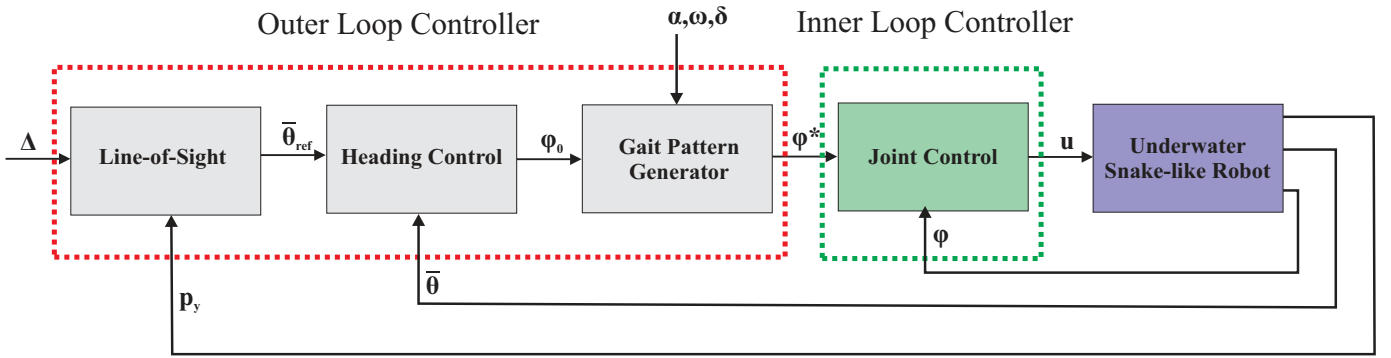 Outer Loop Controller
α,ω,δ
Inner Loop Controller
Δ
Line-of-Sight
θ̅ref
Heading Control
φ0
Gait Pattern
Generator
φ*
Joint Control
u
Underwater
Snake-like Robot
φ
θ̅
py